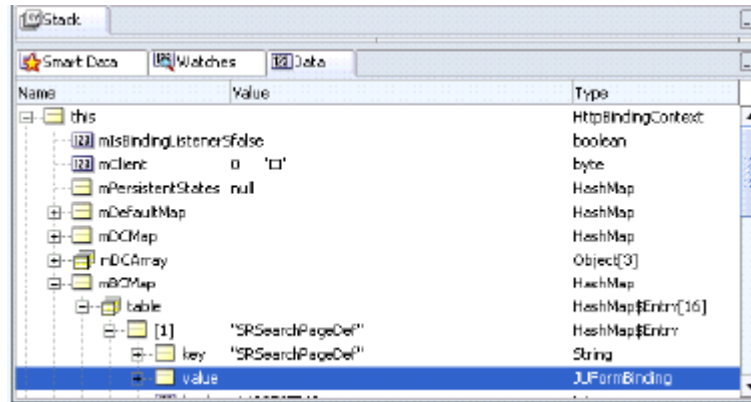 Stack
Smart Data Watches Data
Name Value Type
this HttpBindingContext
mIsBindingListenerS false boolean
mClient 0 '□' byte
mPersistentStates null HashMap
mDefaultMap HashMap
mDCMap HashMap
mDCArray Object[3]
mBCMap HashMap
table HashMap$Entry[16]
[1] "SRSearchPageDef" HashMap$Entry
key "SRSearchPageDef" String
value JUFormBinding